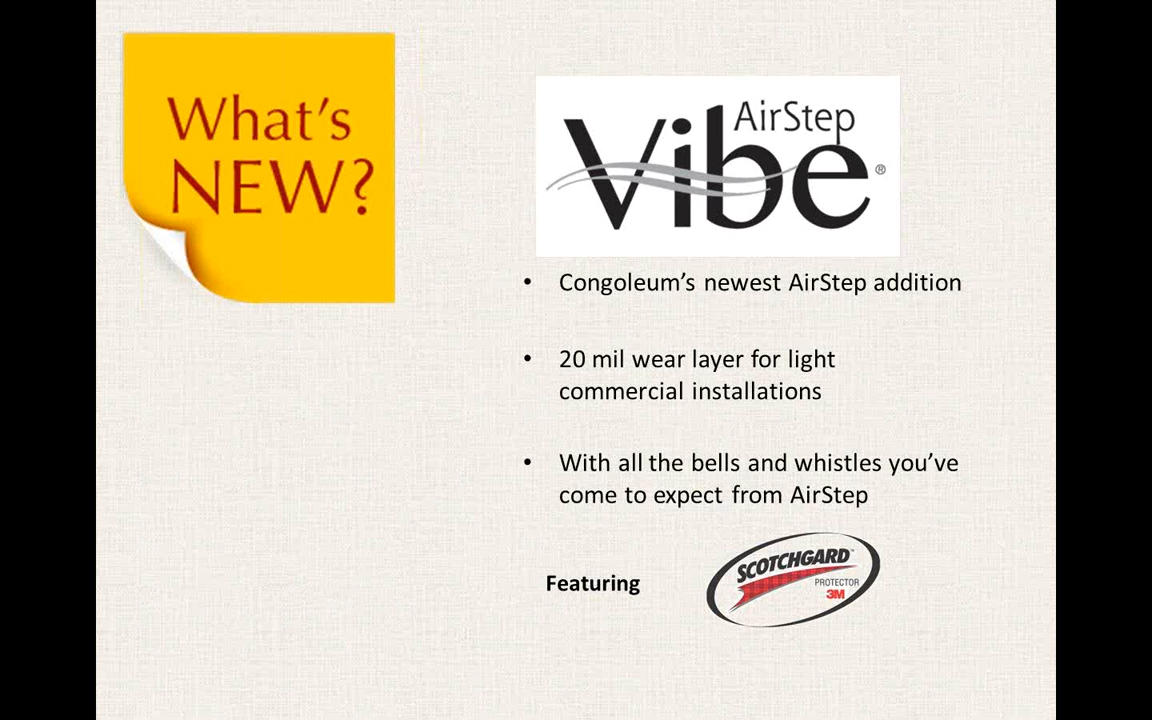 What's
NEW?
AirStep
Vibe®
• Congoleum's newest AirStep addition
• 20 mil wear layer for light
commercial installations
• With all the bells and whistles you've
come to expect from AirStep
Featuring
SCOTCHGARD™
PROTECTOR
3M